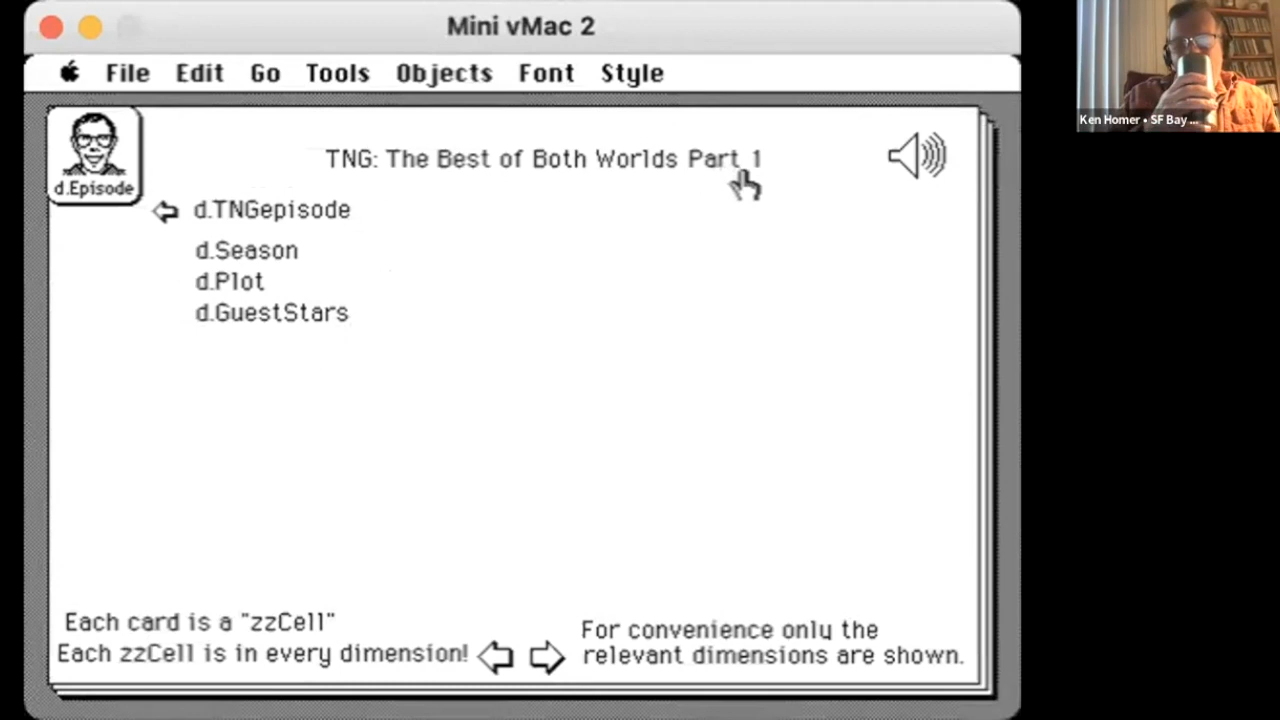 Mini vMac 2
File Edit Go Tools Objects Font Style
Ken Homer • SF Bay ...
d.Episode
TNG: The Best of Both Worlds Part 1
d.TNGepisode
d.Season
d.Plot
d.GuestStars
Each card is a "zzCell"
Each zzCell is in every dimension!
For convenience only the
relevant dimensions are shown.